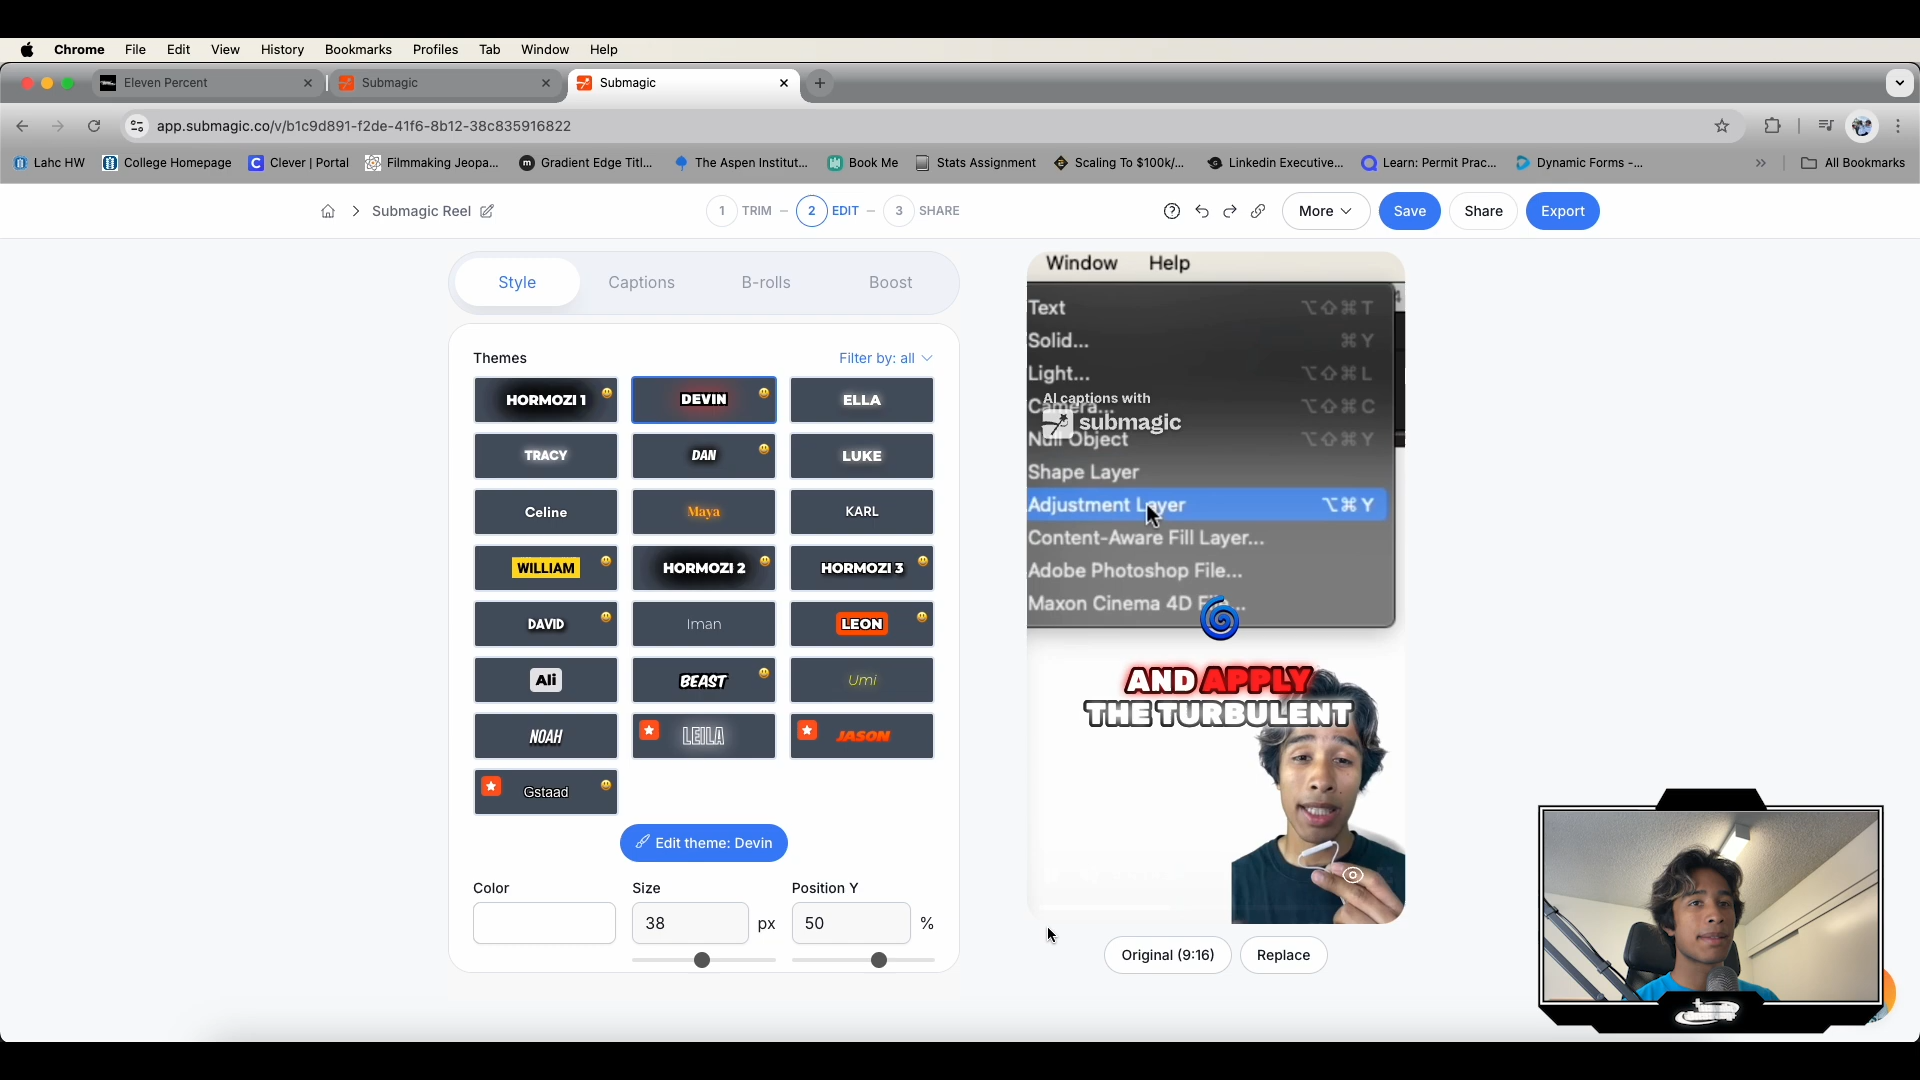 Chrome File Edit View History Bookmarks Profiles Tab Window Help
Eleven Percent
Submagic
Submagic
app.submagic.co/v/b1c9d891-f2de-41f6-8b12-38c835916822
Lahc HW
College Homepage
Clever | Portal
Filmmaking Jeopa...
Gradient Edge Titl...
The Aspen Institut...
Book Me
Stats Assignment
Scaling To $100k/...
Linkedin Executive...
Learn: Permit Prac...
Dynamic Forms -...
All Bookmarks
Submagic Reel
1 TRIM – 2 EDIT – 3 SHARE
More
Save
Share
Export
Style
Captions
B-rolls
Boost
Themes
Filter by: all
HORMOZI 1
DEVIN
ELLA
TRACY
DAN
LUKE
Celine
Maya
KARL
WILLIAM
HORMOZI 2
HORMOZI 3
DAVID
Iman
LEON
Ali
BEAST
Umi
NOAH
LEILA
JASON
Gstaad
Edit theme: Devin
Color
Size
Position Y
38 px
50 %
Window Help
Text ⌥⇧⌘T
Solid... ⌘Y
Light... ⌥⇧⌘L
AI captions with
Camera... ⌥⇧⌘C
submagic
Null Object ⌥⇧⌘Y
Shape Layer
Adjustment Layer ⌥⌘Y
Content-Aware Fill Layer...
Adobe Photoshop File...
Maxon Cinema 4D File...
AND APPLY
THE TURBULENT
Original (9:16)
Replace